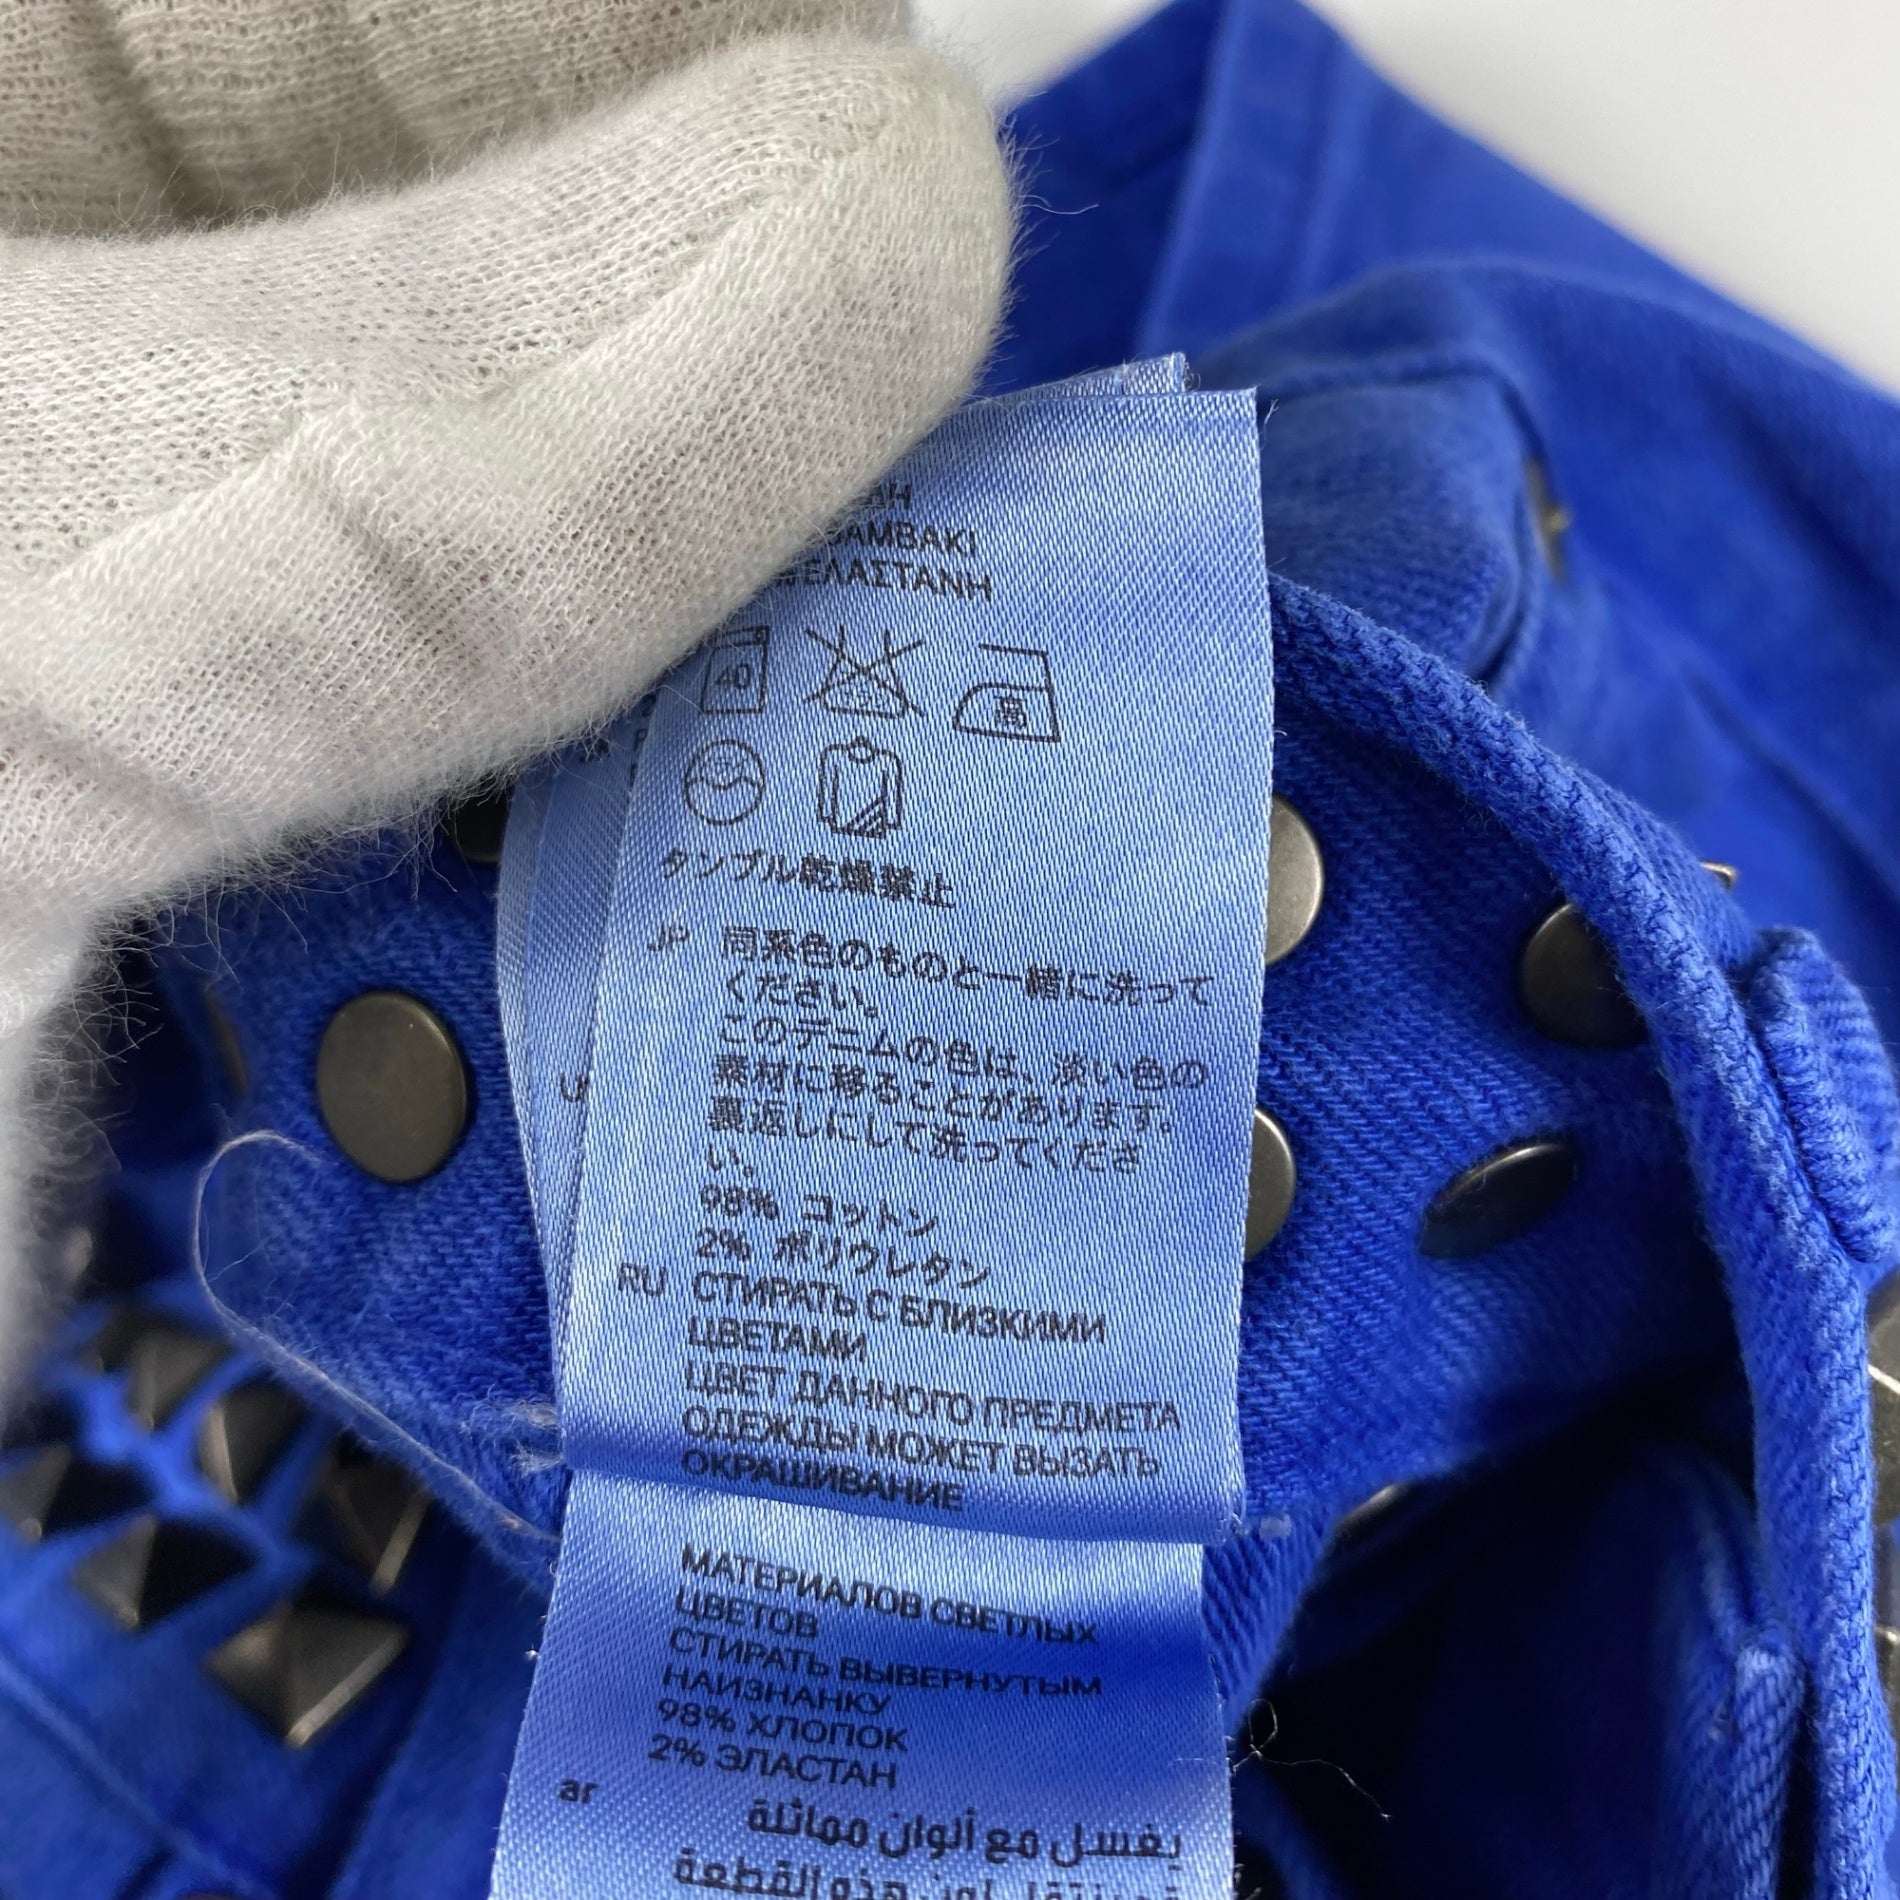 ΒΑΜΒΑΚΙ
ΕΛΑΣΤΑΝΗ
40
高
タンブル乾燥禁止
JP 同系色のものと一緒に洗って
ください。
このデニムの色は、淡い色の
素材に移ることがあります。
裏返しにして洗ってくださ
い。
98% コットン
2% ポリウレタン
RU СТИРАТЬ С БЛИЗКИМИ
ЦВЕТАМИ
ЦВЕТ ДАННОГО ПРЕДМЕТА
ОДЕЖДЫ МОЖЕТ ВЫЗАТЬ
ОКРАШИВАНИЕ
МАТЕРИАЛОВ СВЕТЛЫХ
ЦВЕТОВ
СТИРАТЬ ВЫВЕРНУТЫМ
НАИЗНАНКУ
98% ХЛОПОК
2% ЭЛАСТАН
ar
يغسل مع ألوان مماثلة
لون هذه القطعة